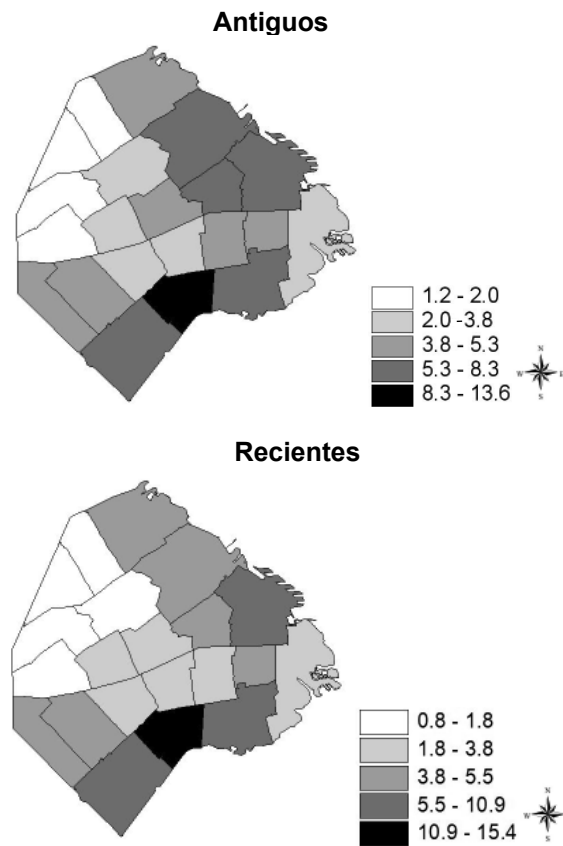 Antiguos
1.2 - 2.0
2.0 -3.8
3.8 - 5.3
5.3 - 8.3
8.3 - 13.6
N
W E
S
Recientes
0.8 - 1.8
1.8 - 3.8
3.8 - 5.5
5.5 - 10.9
10.9 - 15.4
N
W E
S